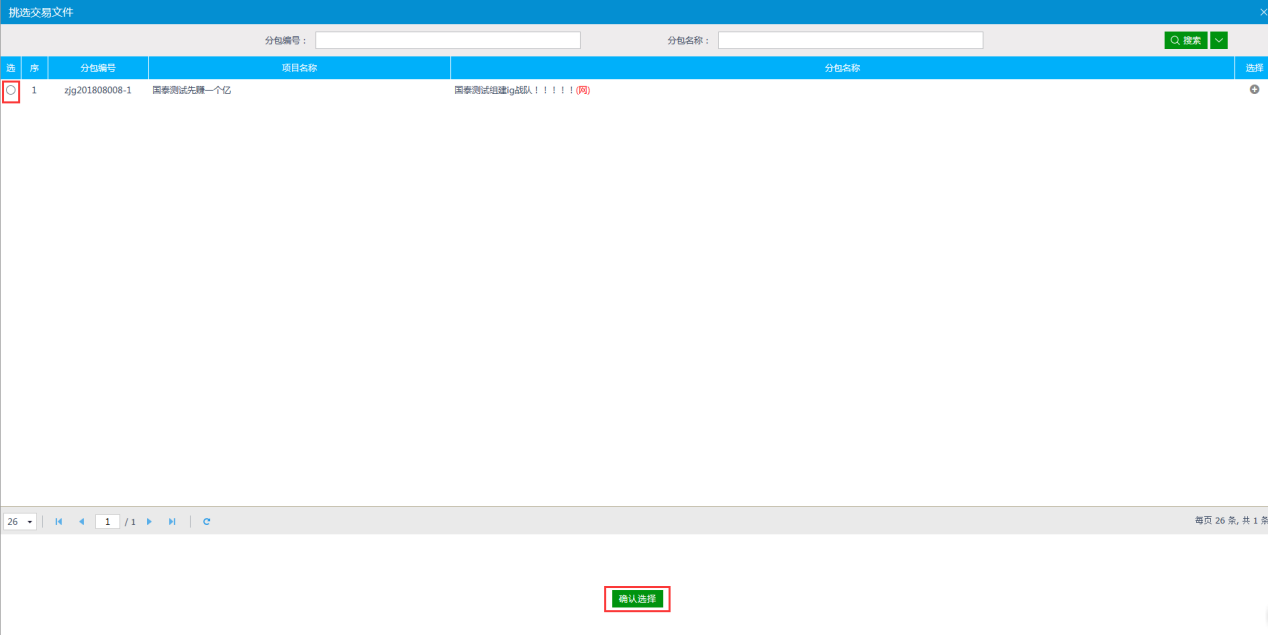 挑选交易文件
分包编号： 分包名称： 搜索
选 序 分包编号 项目名称 分包名称 选择
1 zjg201808008-1 国泰测试先赚一个亿 国泰测试组建ig战队！！！！！(网)
26 1 / 1 每页 26 条, 共 1 条
确认选择